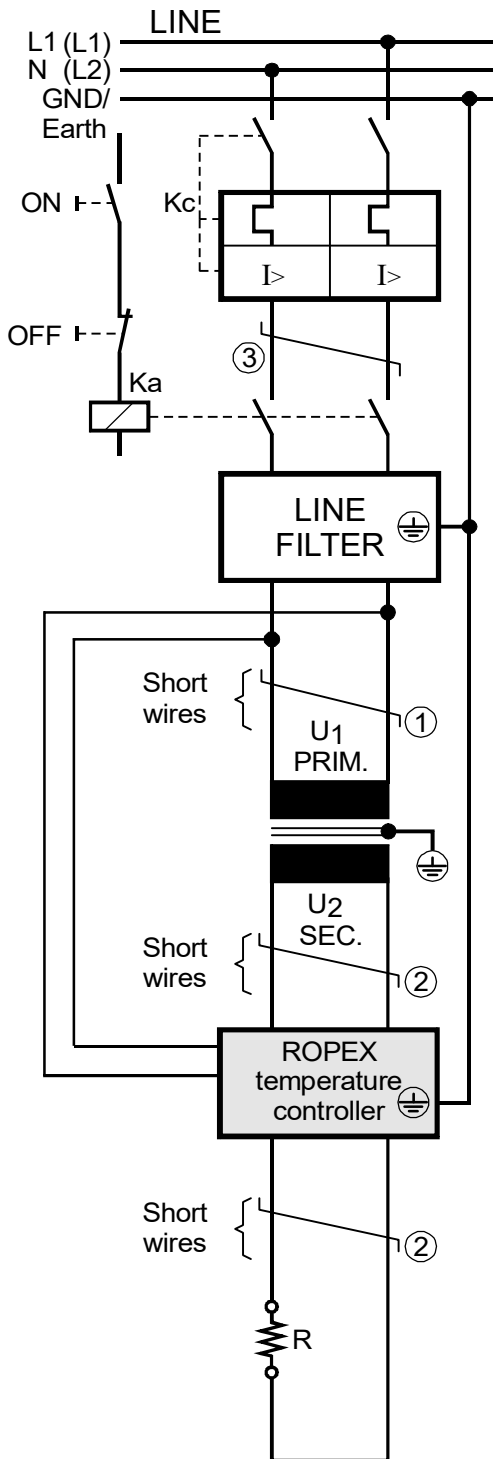 LINE
L1 (L1)
N (L2)
GND/
Earth
ON
Kc
I> I>
OFF
3
Ka
LINE
FILTER
Short
wires
1
U1
PRIM.
U2
SEC.
Short
wires
2
ROPEX
temperature
controller
Short
wires
2
R